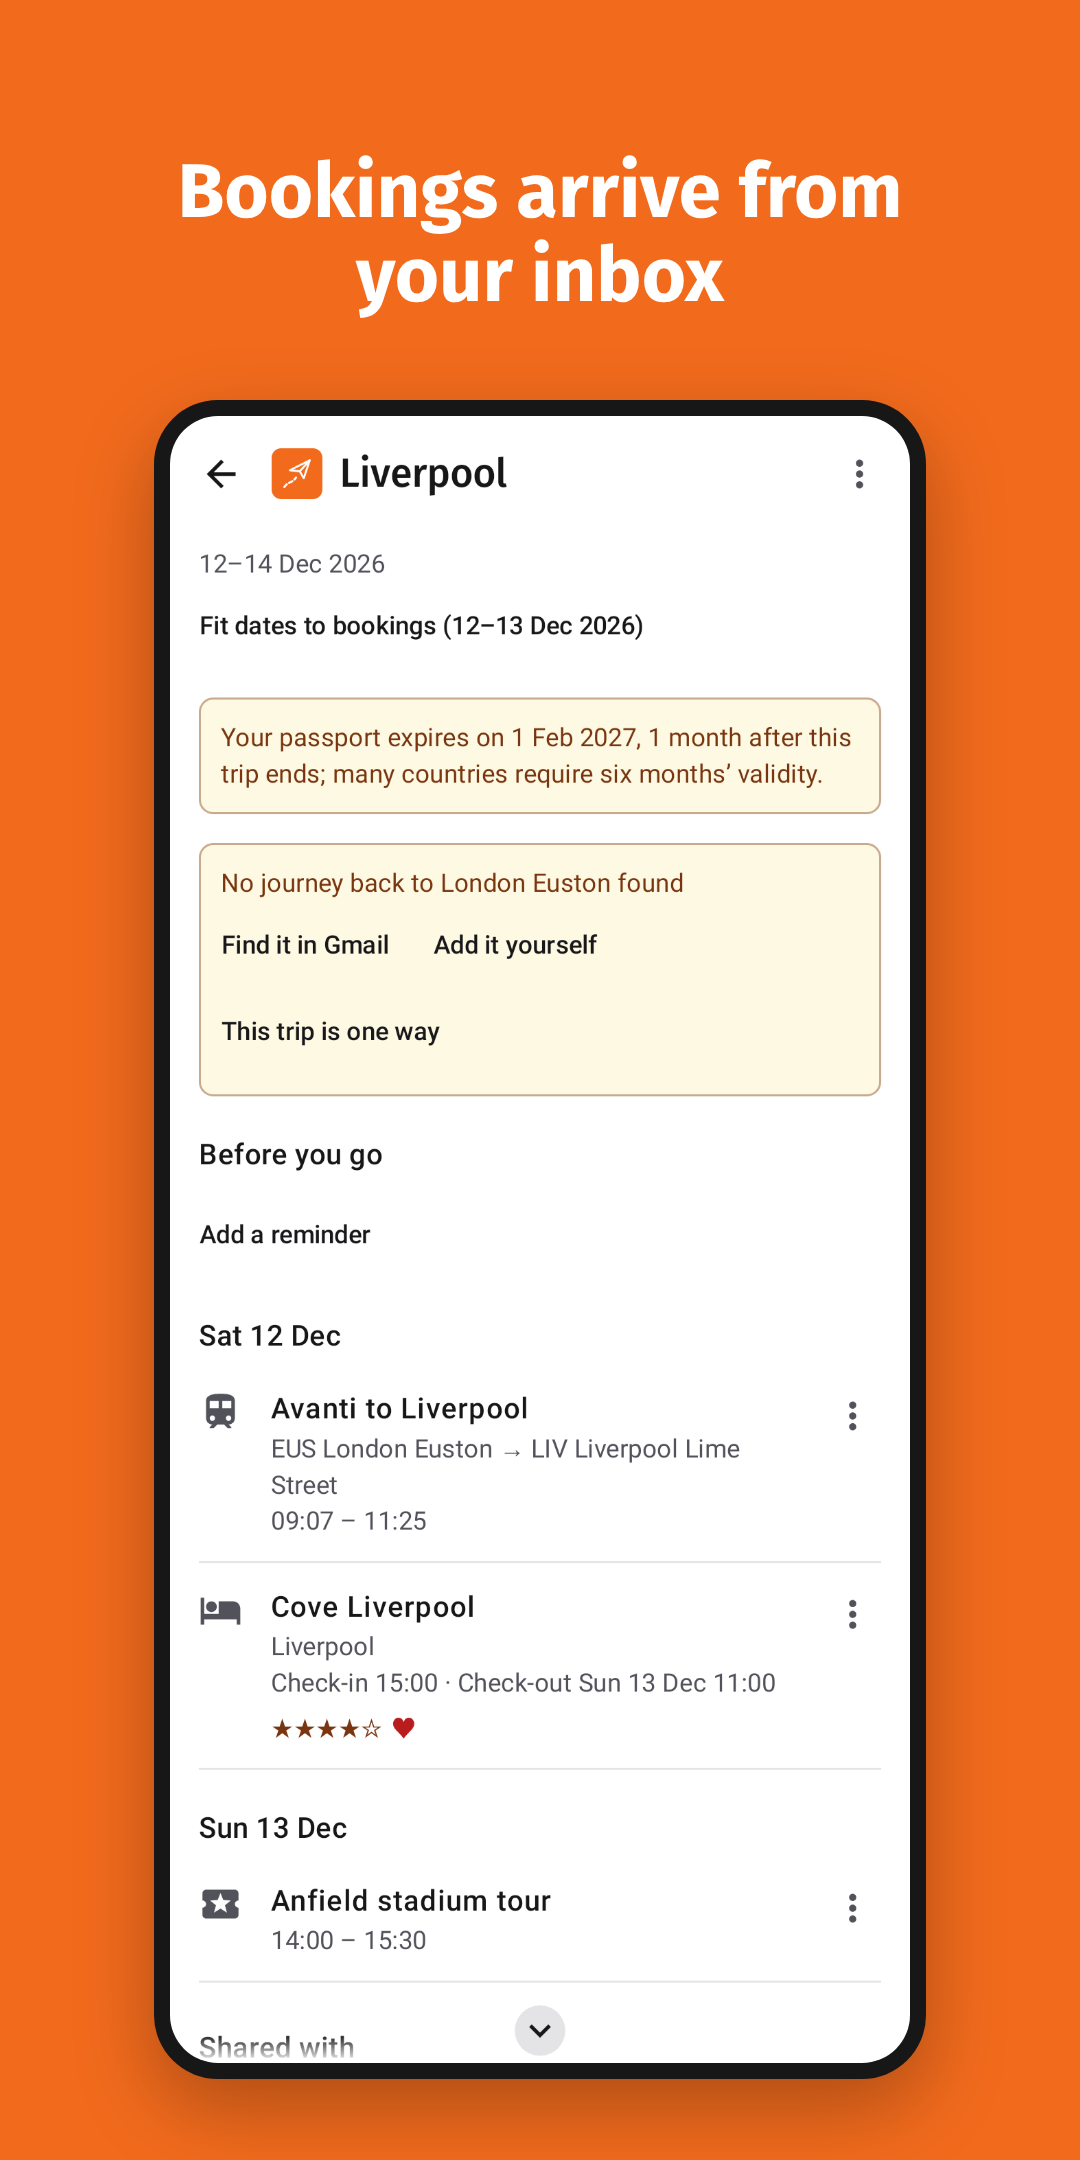 Bookings arrive from
your inbox
Liverpool
12–14 Dec 2026
Fit dates to bookings (12–13 Dec 2026)
Your passport expires on 1 Feb 2027, 1 month after this
trip ends; many countries require six months’ validity.
No journey back to London Euston found
Find it in Gmail Add it yourself
This trip is one way
Before you go
Add a reminder
Sat 12 Dec
Avanti to Liverpool
EUS London Euston → LIV Liverpool Lime
Street
09:07 – 11:25
Cove Liverpool
Liverpool
Check-in 15:00 · Check-out Sun 13 Dec 11:00
★★★★☆ ♥
Sun 13 Dec
Anfield stadium tour
14:00 – 15:30
Shared with